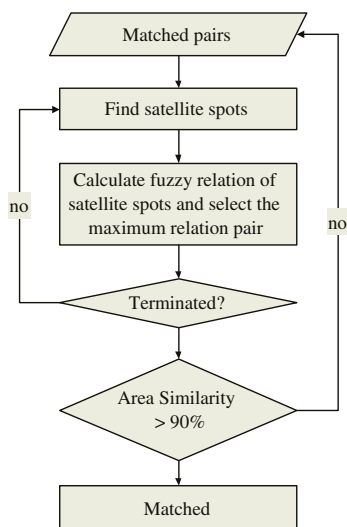 Matched pairs
Find satellite spots
Calculate fuzzy relation of
satellite spots and select the
maximum relation pair
no
no
Terminated?
Area Similarity
> 90%
Matched